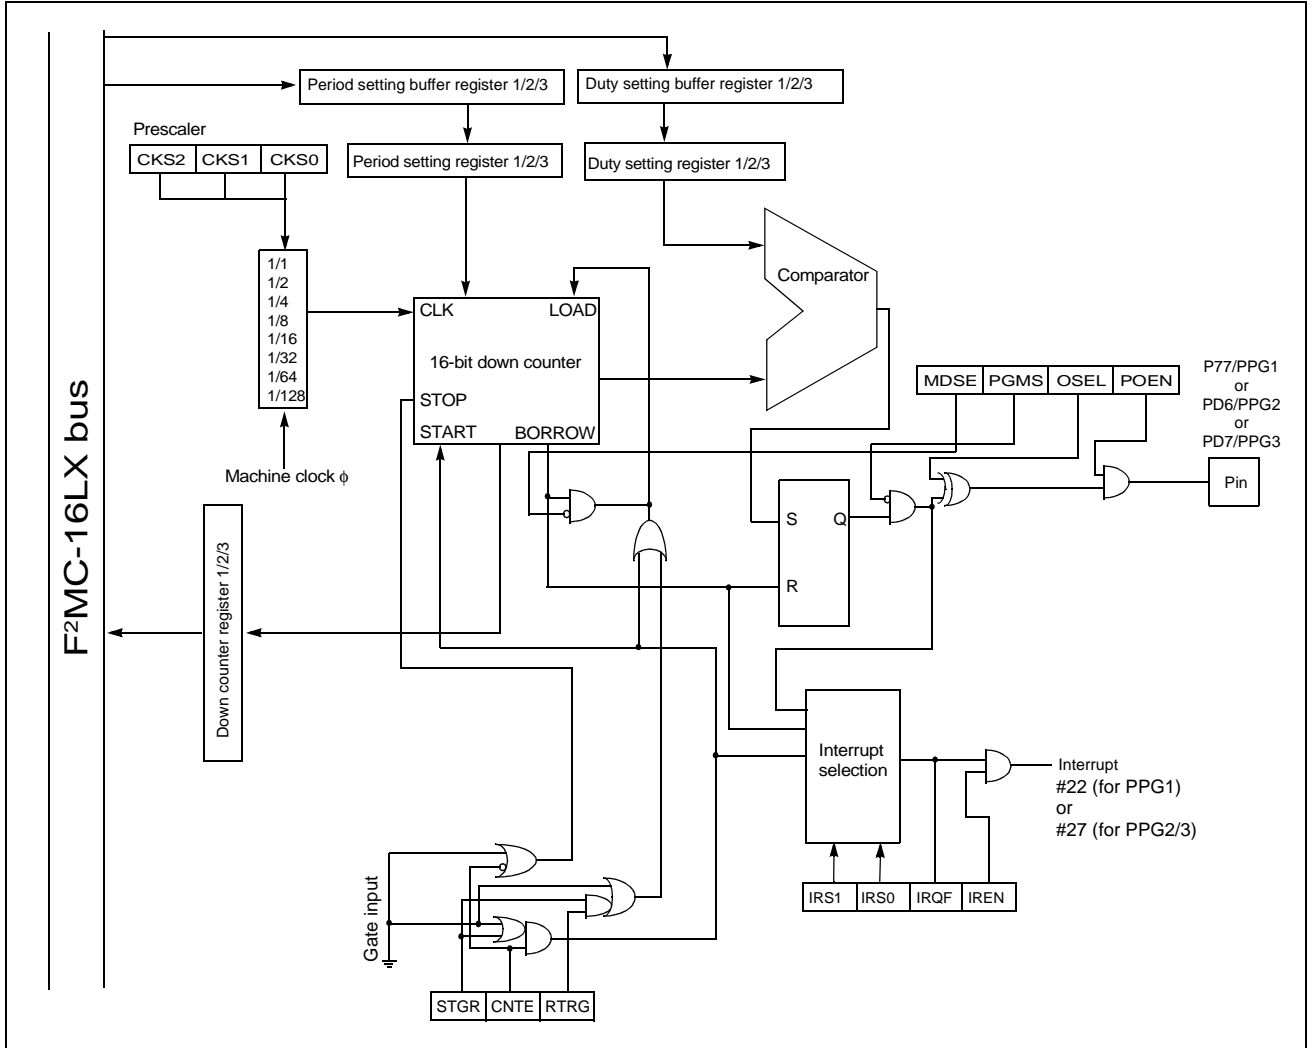 Period setting buffer register 1/2/3
Duty setting buffer register 1/2/3
Prescaler
CKS2 CKS1 CKS0
Period setting register 1/2/3
Duty setting register 1/2/3
1/1
1/2
1/4
1/8
1/16
1/32
1/64
1/128
Machine clock ϕ
CLK
LOAD
16-bit down counter
STOP
START
BORROW
Comparator
MDSE PGMS OSEL POEN
P77/PPG1
or
PD6/PPG2
or
PD7/PPG3
Pin
S
Q
R
F²MC-16LX bus
Down counter register 1/2/3
Interrupt
selection
Interrupt
#22 (for PPG1)
or
#27 (for PPG2/3)
IRS1 IRS0 IRQF IREN
Gate input
STGR CNTE RTRG